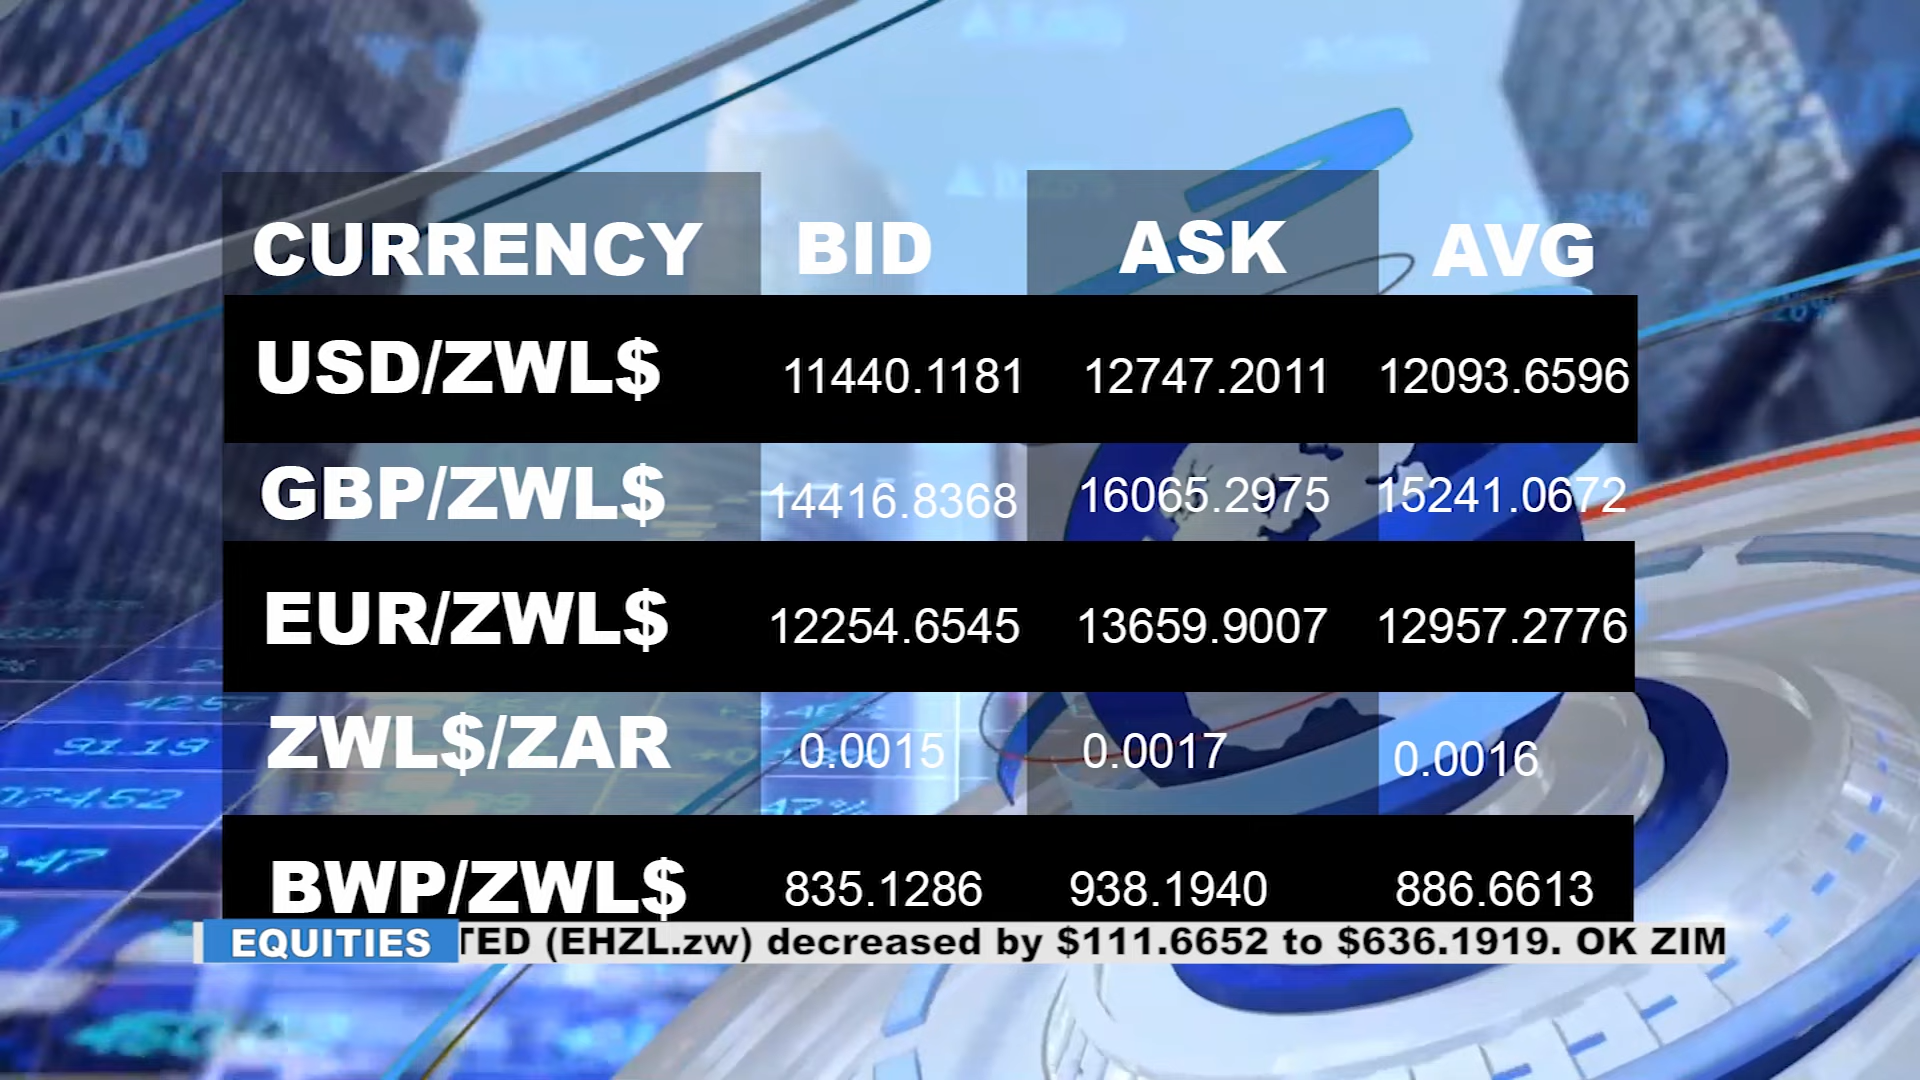 CURRENCY BID ASK AVG
USD/ZWL$ 11440.1181 12747.2011 12093.6596
GBP/ZWL$ 14416.8368 16065.2975 15241.0672
EUR/ZWL$ 12254.6545 13659.9007 12957.2776
ZWL$/ZAR 0.0015 0.0017 0.0016
BWP/ZWL$ 835.1286 938.1940 886.6613
EQUITIES TED (EHZL.zw) decreased by $111.6652 to $636.1919. OK ZIM
91.19